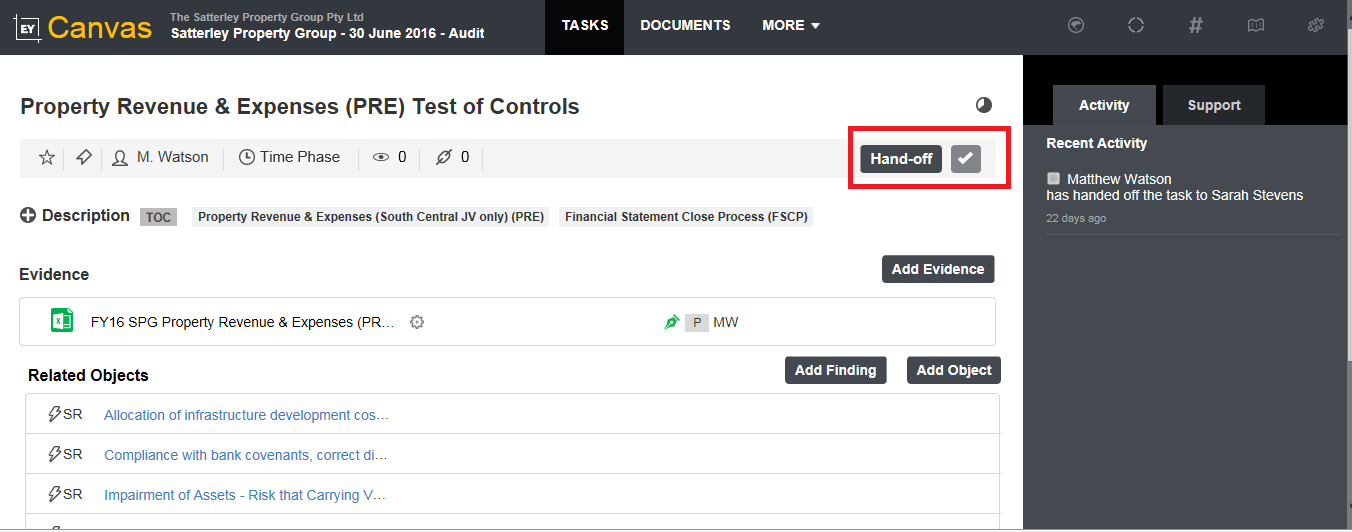 EY Canvas
The Satterley Property Group Pty Ltd
Satterley Property Group - 30 June 2016 - Audit
TASKS DOCUMENTS MORE
#
Property Revenue & Expenses (PRE) Test of Controls
M. Watson Time Phase 0 0 Hand-off
Description TOC Property Revenue & Expenses (South Central JV only) (PRE) Financial Statement Close Process (FSCP)
Evidence Add Evidence
FY16 SPG Property Revenue & Expenses (PR... P MW
Related Objects Add Finding Add Object
SR Allocation of infrastructure development cos...
SR Compliance with bank covenants, correct di...
SR Impairment of Assets - Risk that Carrying V...
Activity Support
Recent Activity
Matthew Watson
has handed off the task to Sarah Stevens
22 days ago